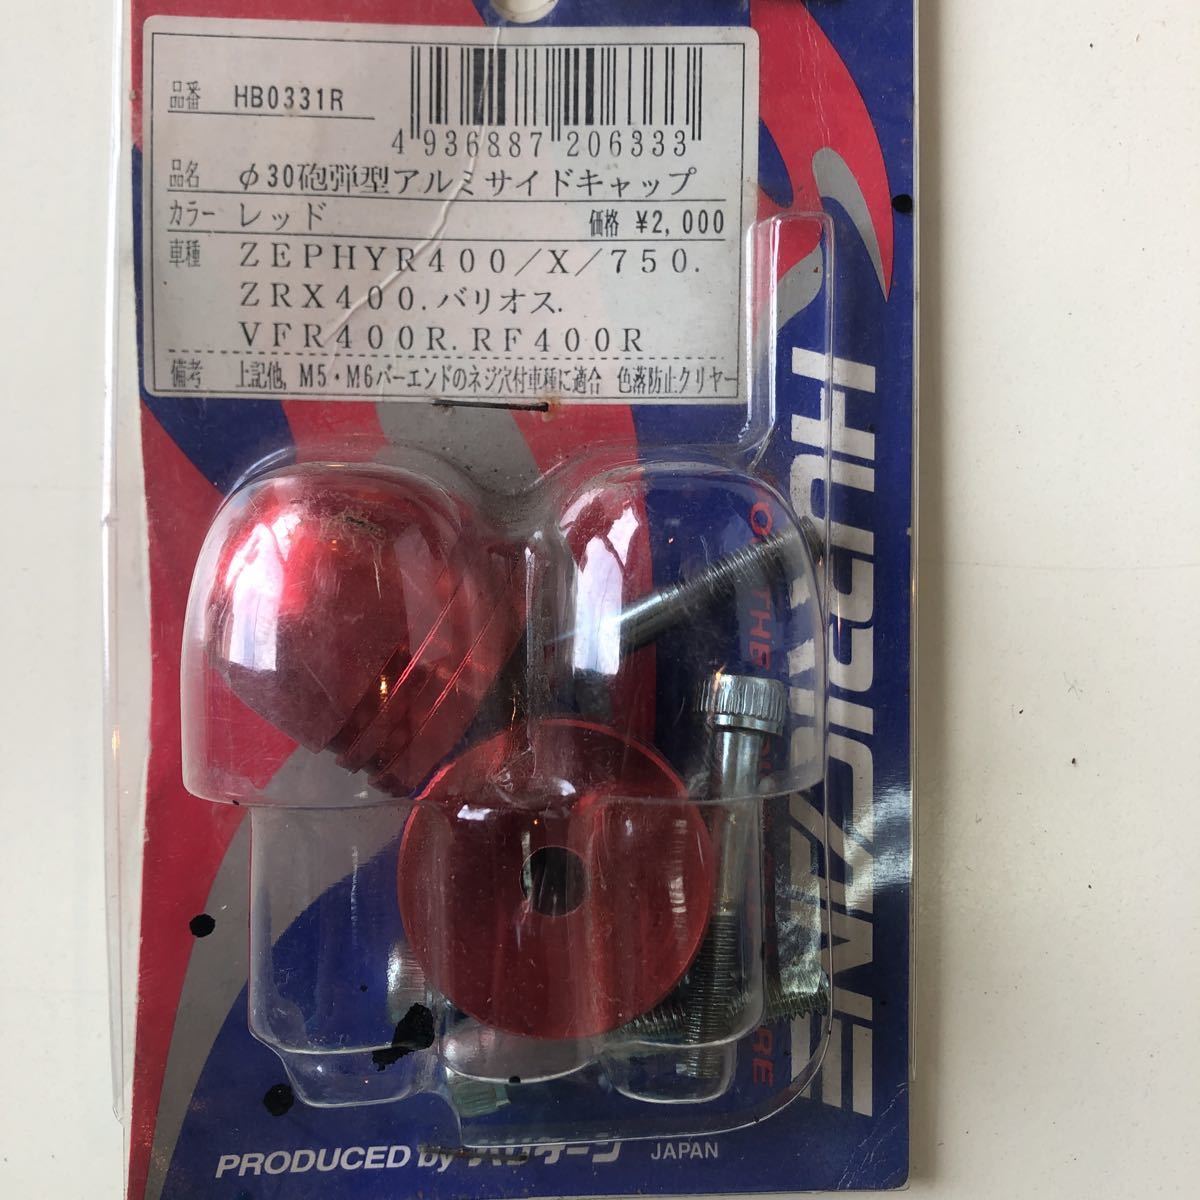 品番 HB0331R
4 936887 206333
品名 φ30砲弾型アルミサイドキャップ
カラー レッド 価格 ¥2,000
車種 ZEPHYR400/X/750.
ZRX400.バリオス.
VFR400R.RF400R
備考 上記他, M5・M6バーエンドのネジ穴付車種に適合 色落防止クリヤー
HURRICANE
PRODUCED by ハリケーン JAPAN